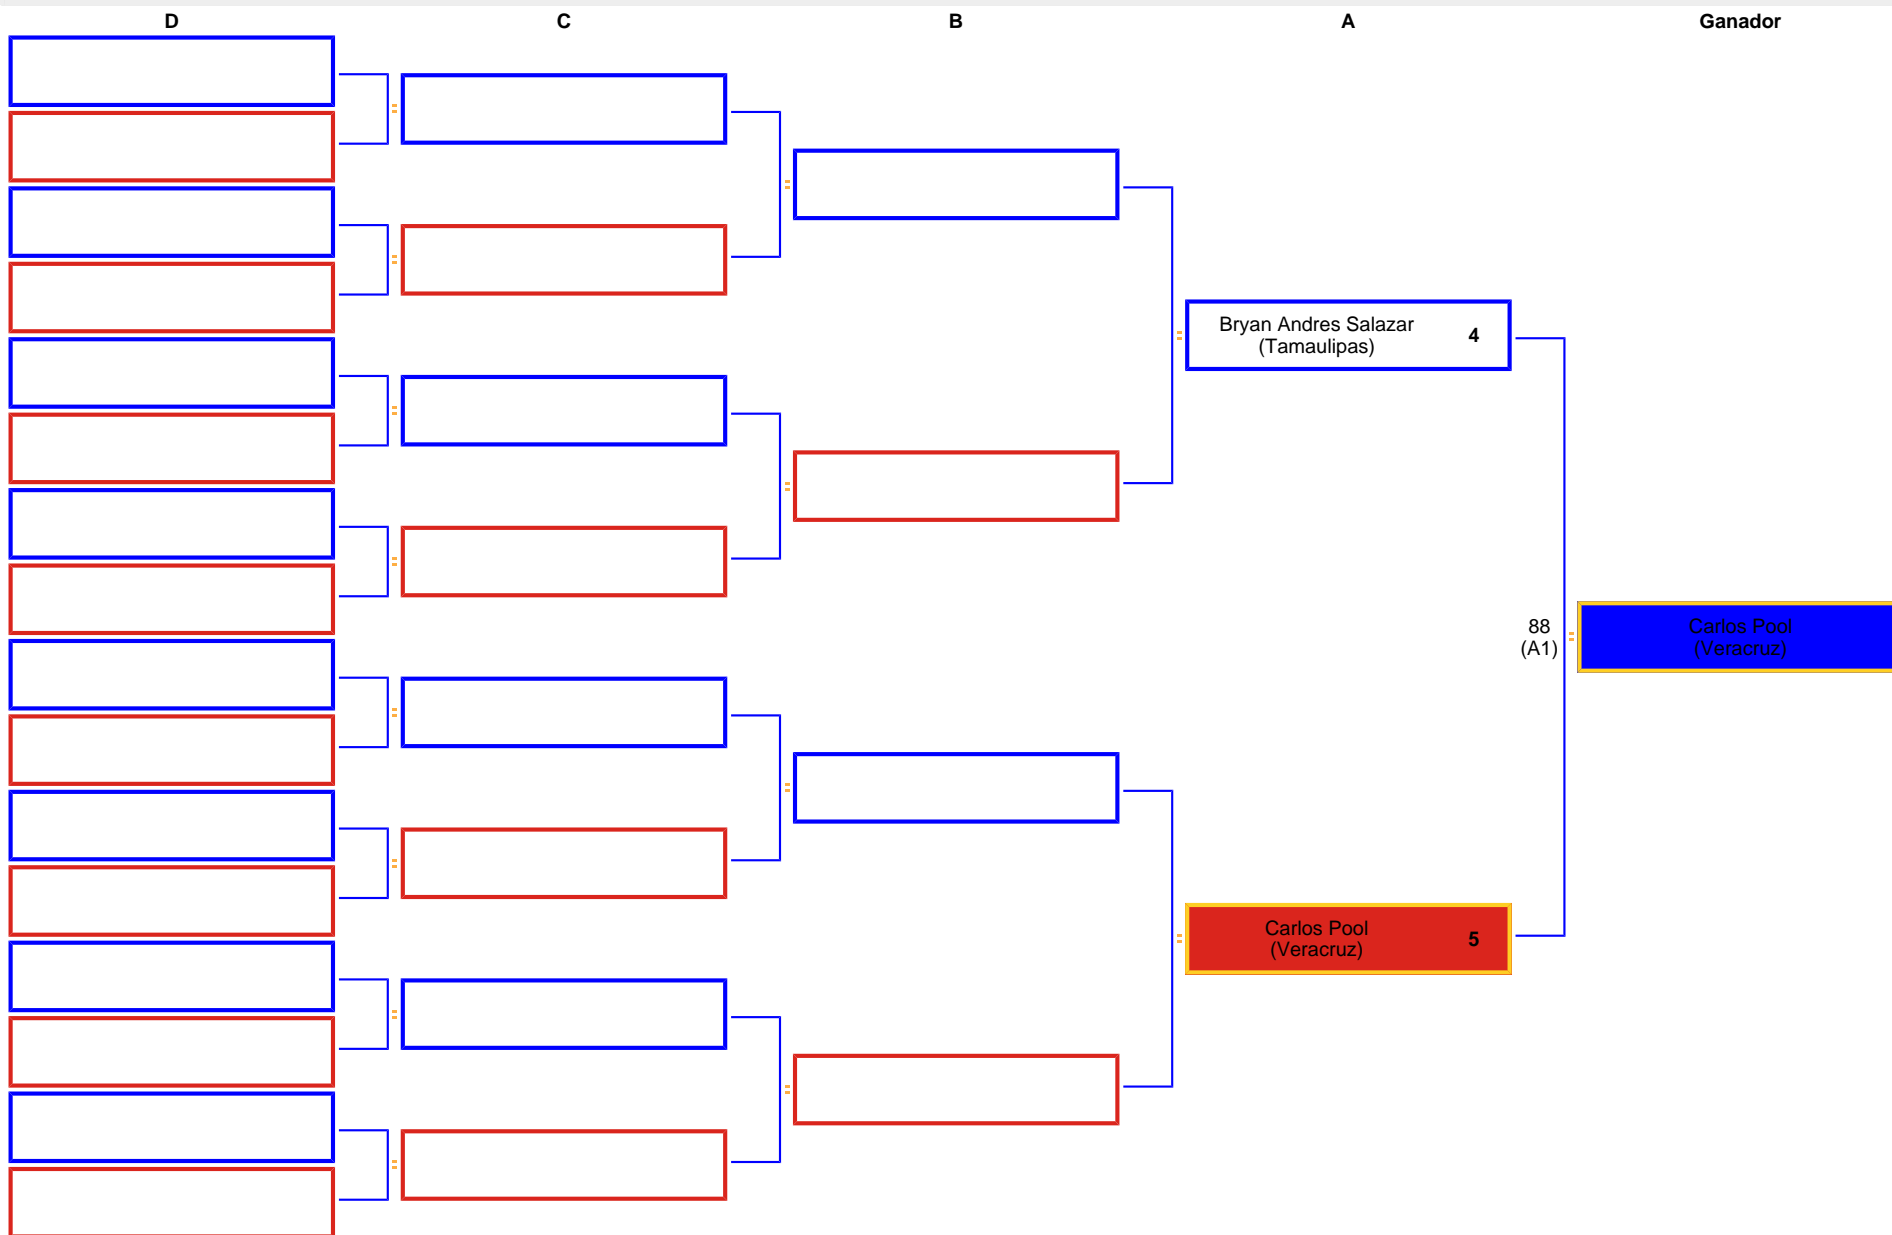 D
C
B
A
Ganador
Bryan Andres Salazar
(Tamaulipas)
4
88
(A1)
Carlos Pool
(Veracruz)
Carlos Pool
(Veracruz)
5